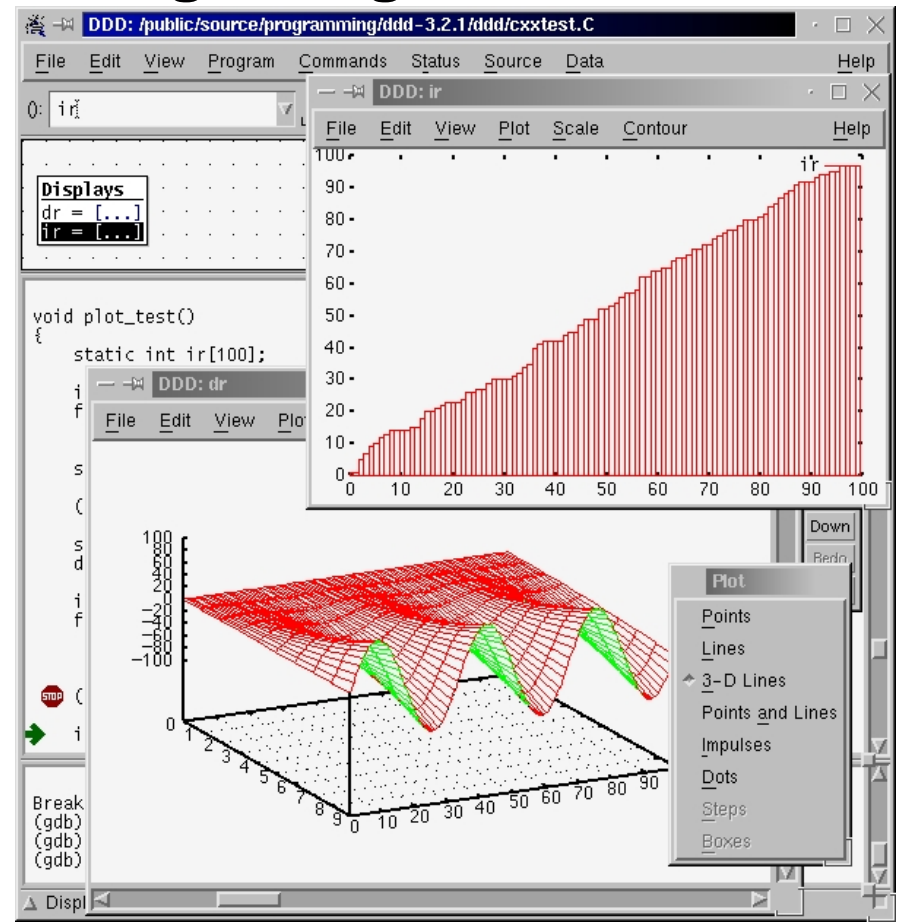 DDD: /public/source/programming/ddd-3.2.1/ddd/cxxtest.C
File Edit View Program Commands Status Source Data Help
(): ir
DDD: ir
File Edit View Plot Scale Contour Help
Displays
dr = [...]
ir = [...]
ir
100
90
80
70
60
50
40
30
20
10
0
0 10 20 30 40 50 60 70 80 90 100
void plot_test()
{
static int ir[100];
i
f
s
(
s
d
i
f
(
i
STOP
DDD: dr
File Edit View Plo
100
80
60
40
20
0
-20
-40
-60
-80
-100
0
1 2 3 4 5 6 7 8 9
0 10 20 30 40 50 60 70 80 90
Down
Redo
Plot
Points
Lines
3-D Lines
Points and Lines
Impulses
Dots
Steps
Boxes
Break
(gdb)
(gdb)
(gdb)
Displ